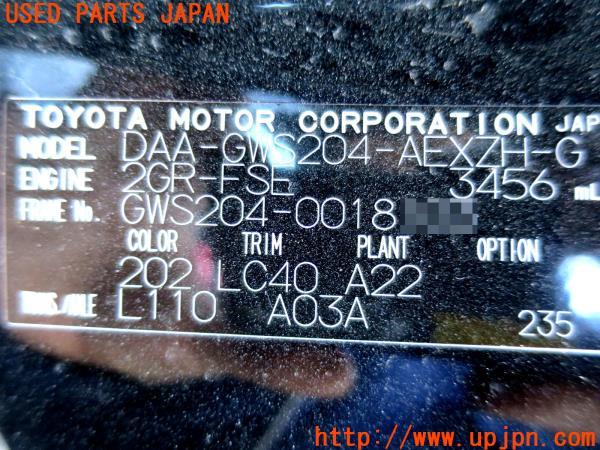 USED PARTS JAPAN
TOYOTA MOTOR CORPORATION JAP
MODEL DAA-GWS204-AEXZH-G
ENGINE 2GR-FSE 3456 mL
FRAME No. GWS204-0018
COLOR TRIM PLANT OPTION
202 LC40 A22
TRANS/AXLE L110 A03A 235
http://www.upjpn.com